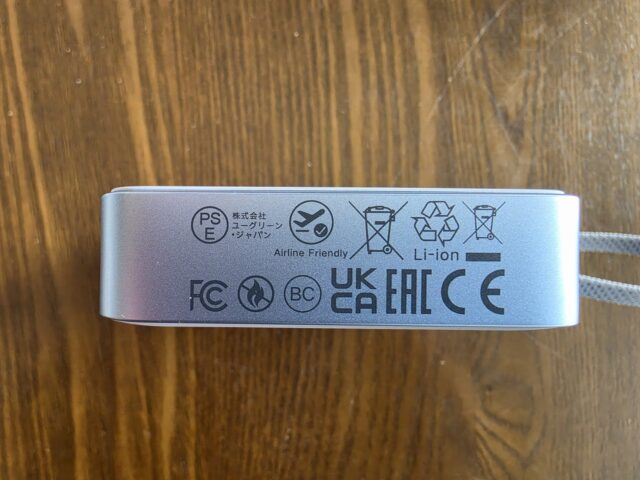 PS
E
株式会社
ユーグリーン
・ジャパン
Airline Friendly
Li-ion
FC
BC
UK
CA
EAC
CE